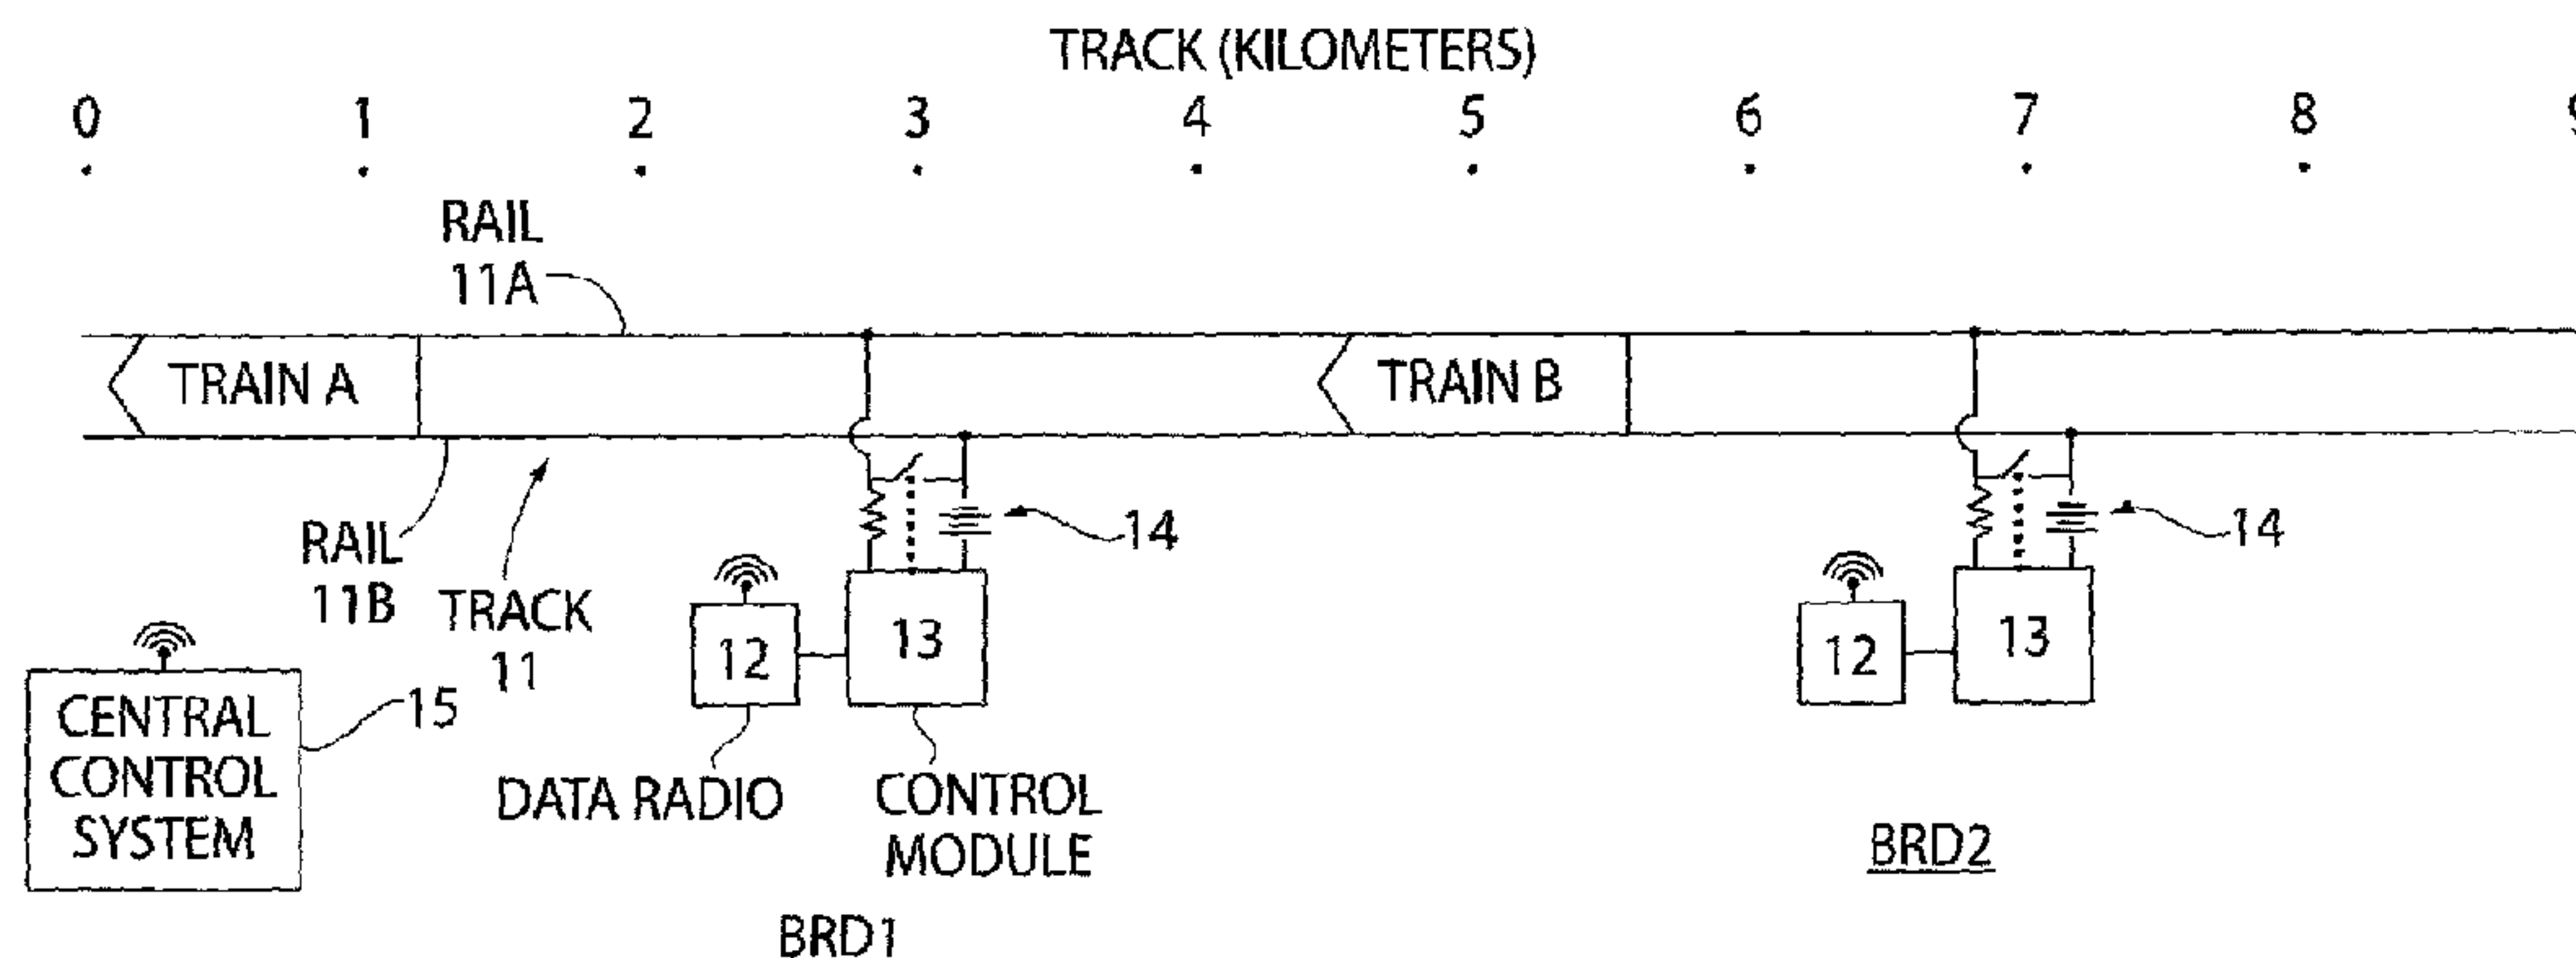 TRACK (KILOMETERS)
0 1 2 3 4 5 6 7 8 9
RAIL
11A
TRAIN A
TRAIN B
RAIL
11B
TRACK
11
14
14
12
13
12
13
CENTRAL
CONTROL
SYSTEM
15
DATA RADIO
CONTROL
MODULE
BRD1
BRD2